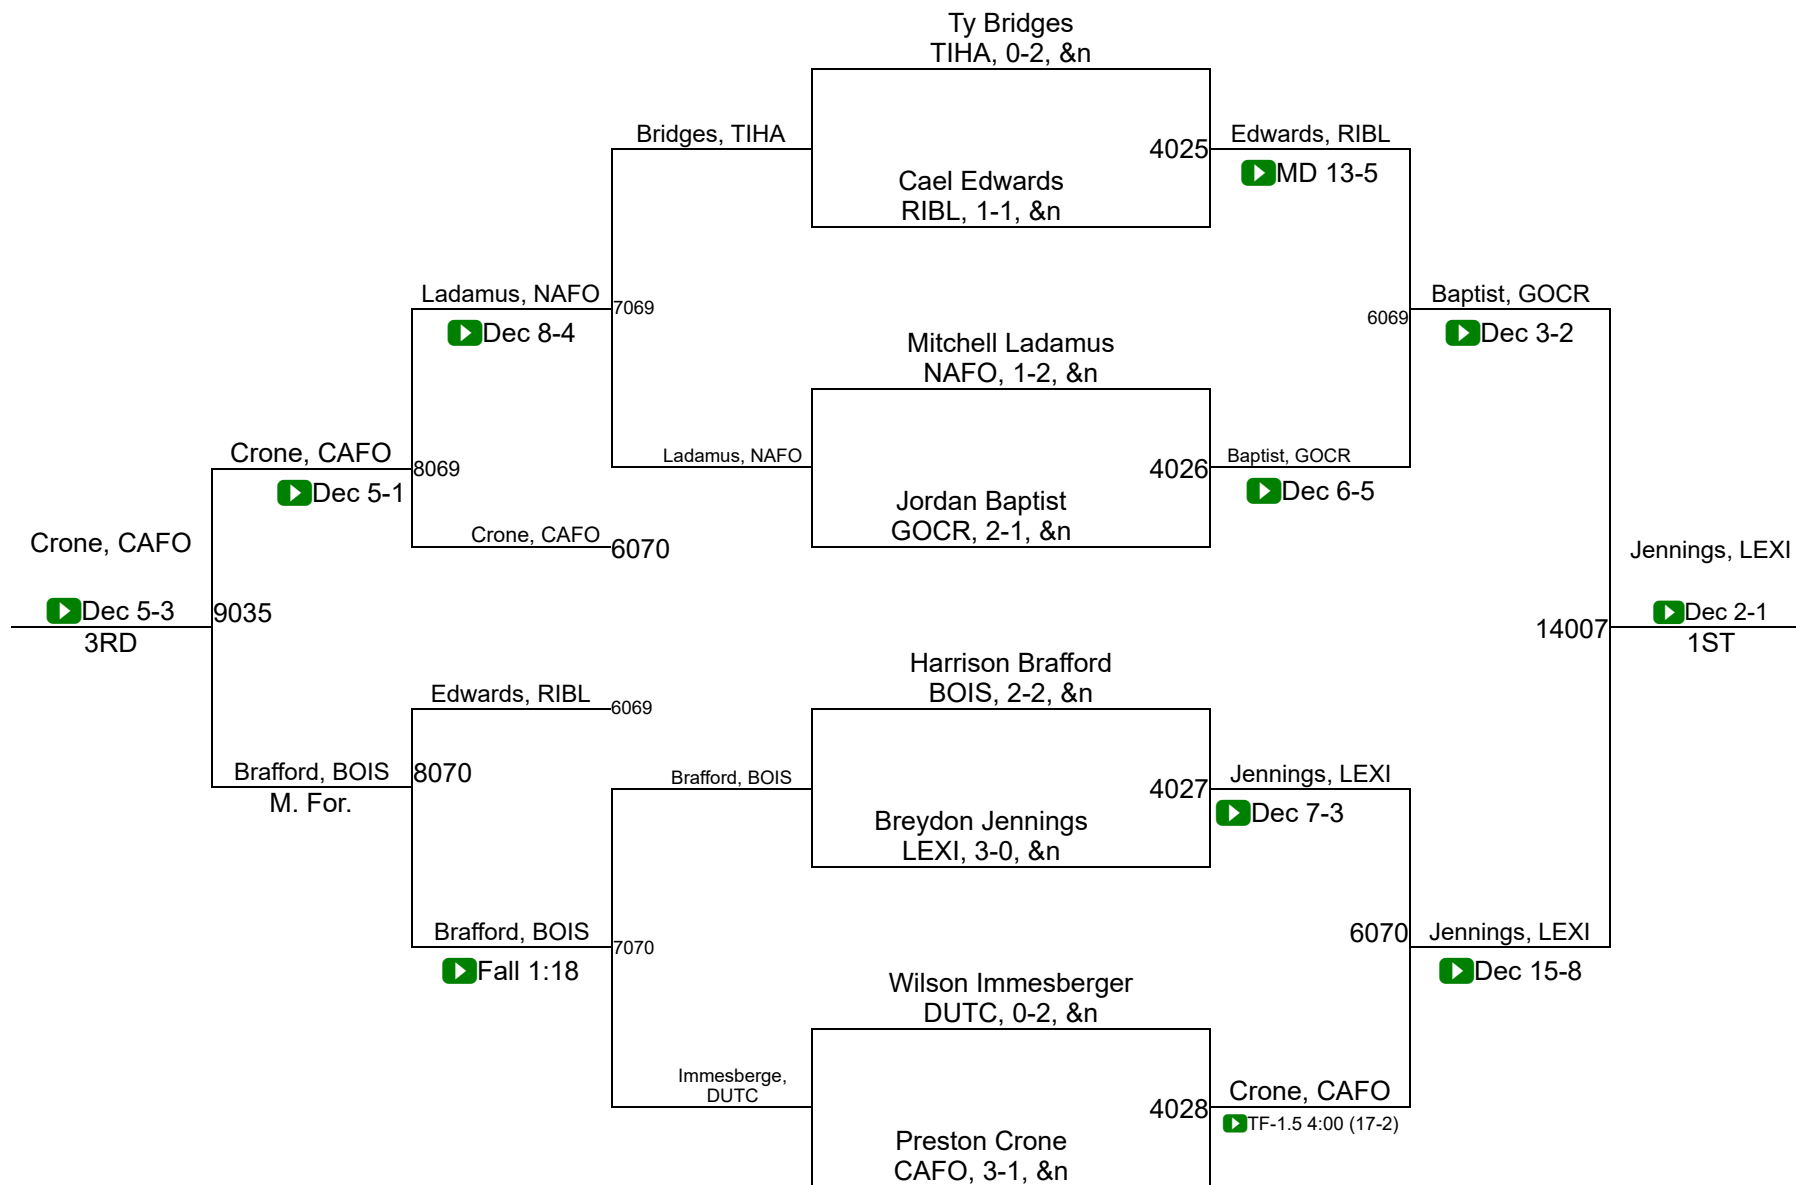 Ty Bridges
TIHA, 0-2, &n
Bridges, TIHA
4025
Edwards, RIBL
MD 13-5
Cael Edwards
RIBL, 1-1, &n
Ladamus, NAFO
7069
Dec 8-4
6069
Baptist, GOCR
Dec 3-2
Mitchell Ladamus
NAFO, 1-2, &n
Crone, CAFO
8069
Dec 5-1
Ladamus, NAFO
4026
Baptist, GOCR
Dec 6-5
Jordan Baptist
GOCR, 2-1, &n
Crone, CAFO
6070
Crone, CAFO
Dec 5-3
3RD
9035
Jennings, LEXI
14007
Dec 2-1
1ST
Harrison Brafford
BOIS, 2-2, &n
Edwards, RIBL
6069
Brafford, BOIS
8070
M. For.
Brafford, BOIS
4027
Jennings, LEXI
Dec 7-3
Breydon Jennings
LEXI, 3-0, &n
Brafford, BOIS
7070
Fall 1:18
6070
Jennings, LEXI
Dec 15-8
Wilson Immesberger
DUTC, 0-2, &n
Immesberge,
DUTC
4028
Crone, CAFO
TF-1.5 4:00 (17-2)
Preston Crone
CAFO, 3-1, &n